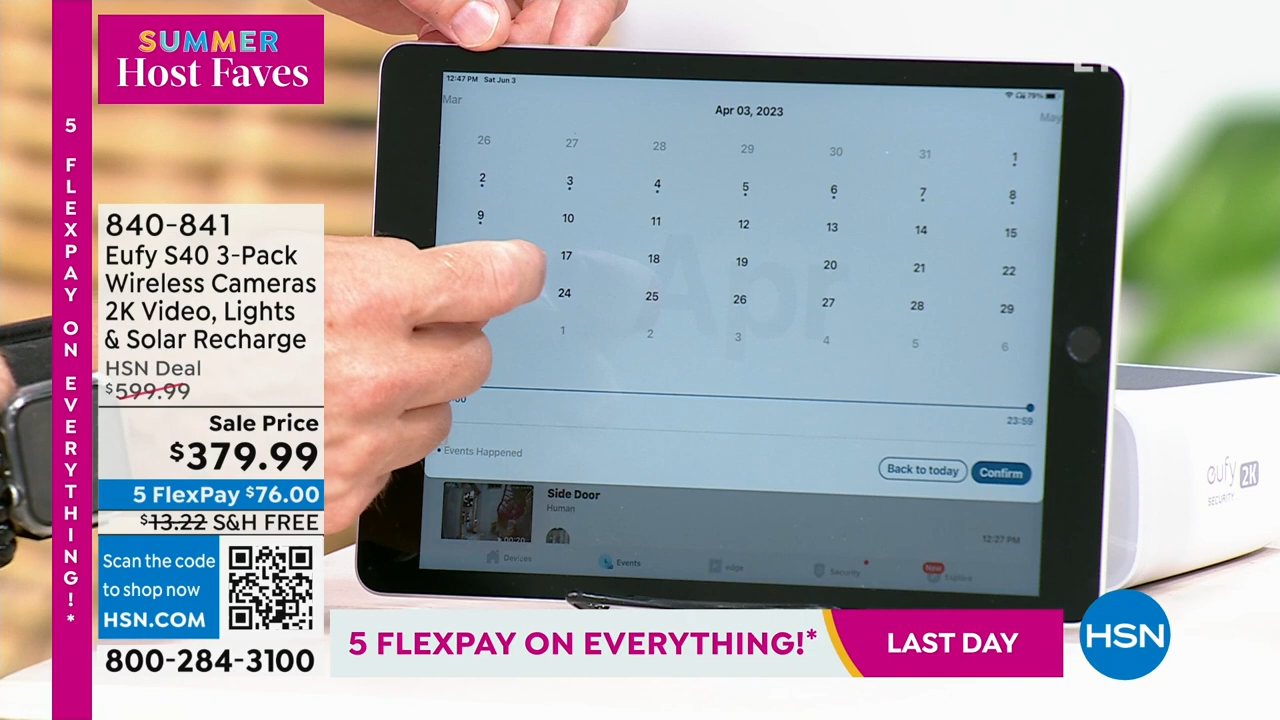 SUMMER
Host Faves
5 FLEXPAY ON EVERYTHING!*
840-841
Eufy S40 3-Pack
Wireless Cameras
2K Video, Lights
& Solar Recharge
HSN Deal
$599.99
Sale Price
$379.99
5 FlexPay $76.00
$13.22 S&H FREE
Scan the code
to shop now
HSN.COM
800-284-3100
12:47 PM Sat Jun 3
79%
Mar
Apr 03, 2023
May
26 27 28 29 30 31 1
2 3 4 5 6 7 8
9 10 11 12 13 14 15
17 18 19 20 21 22
24 25 26 27 28 29
1 2 3 4 5 6
Apr
23:59
Events Happened
Back to today
Confirm
Side Door
Human
00:20
12:27 PM
Devices
Events
edge
Security
New
Explore
eufy 2K
SECURITY
5 FLEXPAY ON EVERYTHING!*
LAST DAY
HSN